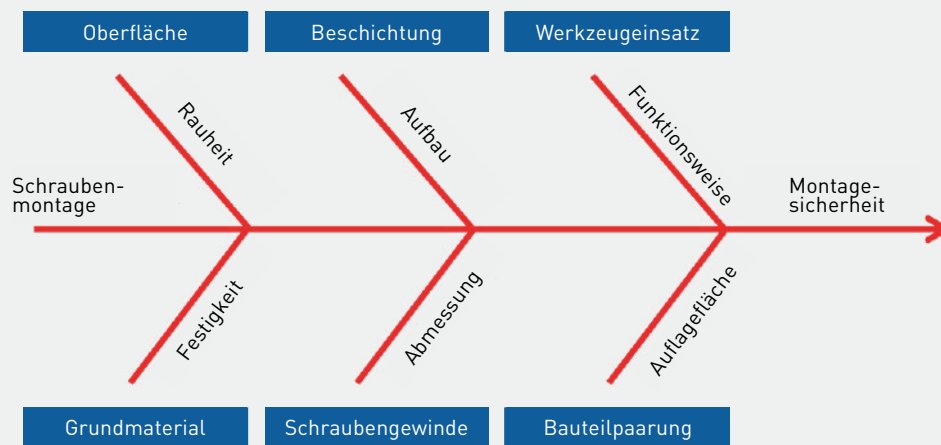 Oberfläche
Beschichtung
Werkzeugeinsatz
Rauheit
Aufbau
Funktionsweise
Schrauben-
montage
Montage-
sicherheit
Festigkeit
Abmessung
Auflagefläche
Grundmaterial
Schraubengewinde
Bauteilpaarung